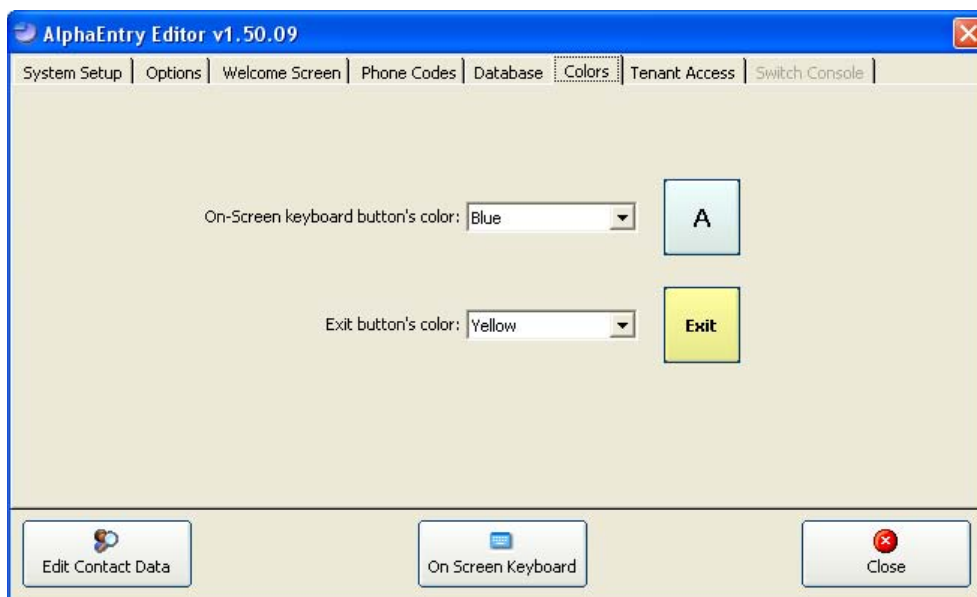 AlphaEntry Editor v1.50.09
System Setup Options Welcome Screen Phone Codes Database Colors Tenant Access Switch Console
On-Screen keyboard button's color: Blue A
Exit button's color: Yellow Exit
Edit Contact Data On Screen Keyboard Close